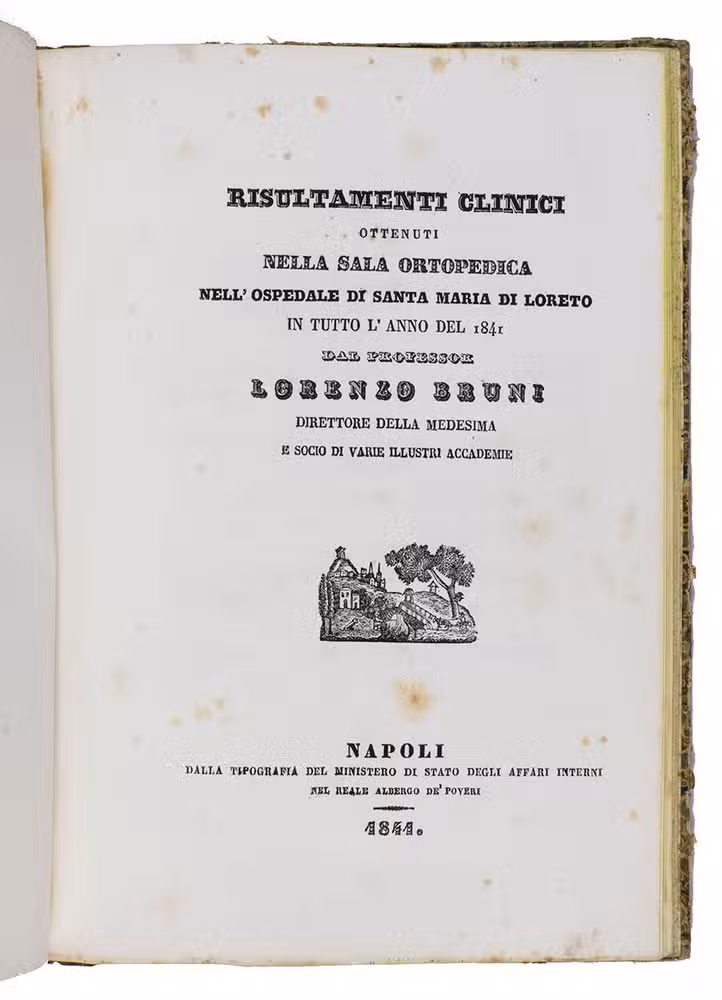 RISULTAMENTI CLINICI
OTTENUTI
NELLA SALA ORTOPEDICA
NELL' OSPEDALE DI SANTA MARIA DI LORETO
IN TUTTO L' ANNO DEL 1841
DAL PROFESSOR
LORENZO BRUNI
DIRETTORE DELLA MEDESIMA
E SOCIO DI VARIE ILLUSTRI ACCADEMIE
NAPOLI
DALLA TIPOGRAFIA DEL MINISTERO DI STATO DEGLI AFFARI INTERNI
NEL REALE ALBERGO DE' POVERI
1841.